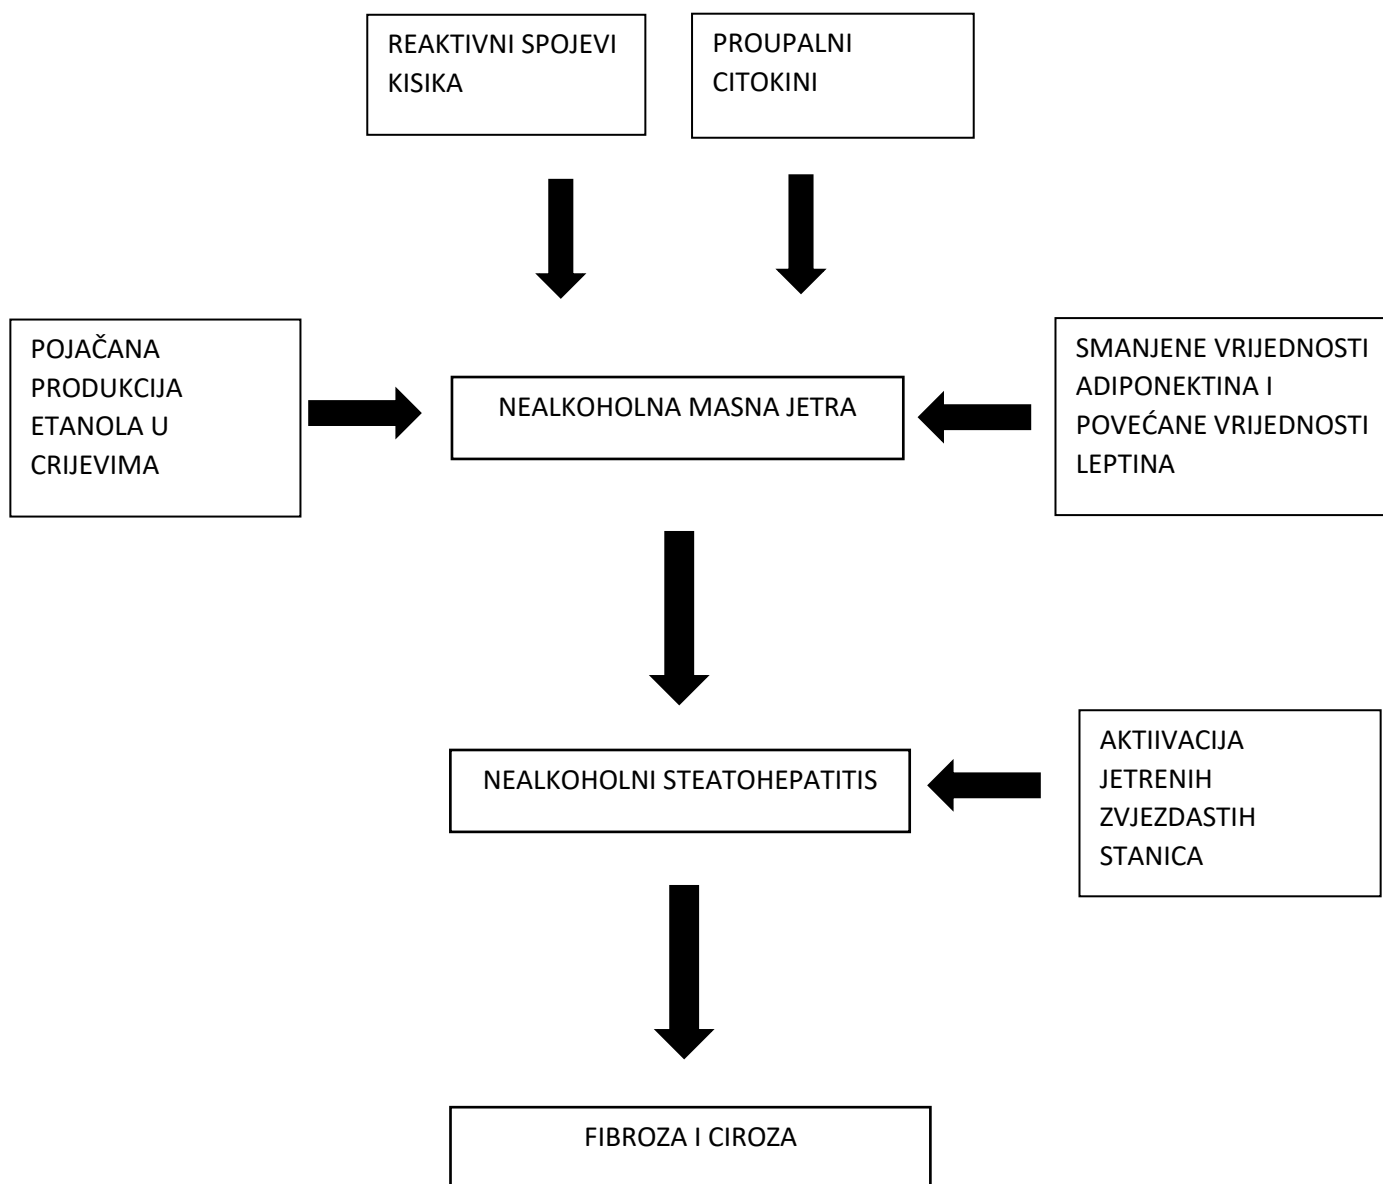 REAKTIVNI SPOJEVI
KISIKA
PROUPALNI
CITOKINI
POJAČANA
PRODUKCIJA
ETANOLA U
CRIJEVIMA
NEALKOHOLNA MASNA JETRA
SMANJENE VRIJEDNOSTI
ADIPONEKTINA I
POVEĆANE VRIJEDNOSTI
LEPTINA
NEALKOHOLNI STEATOHEPATITIS
AKTIIVACIJA
JETRENIH
ZVJEZDASTIH
STANICA
FIBROZA I CIROZA